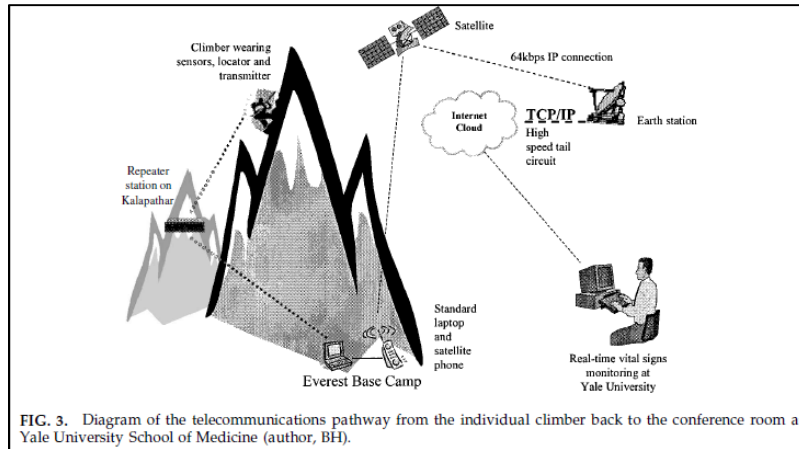 Satellite
Climber wearing
sensors, locator and
transmitter
64kbps IP connection
Internet
Cloud
TCP/IP
High
speed tail
circuit
Earth station
Repeater
station on
Kalapathar
Standard
laptop
and
satellite
phone
Everest Base Camp
Real-time vital signs
monitoring at
Yale University
FIG. 3. Diagram of the telecommunications pathway from the individual climber back to the conference room a
Yale University School of Medicine (author, BH).